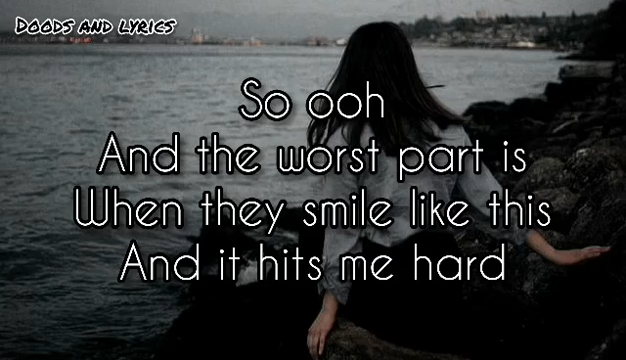 Doods and lyrics
So ooh
And the worst part is
When they smile like this
And it hits me hard